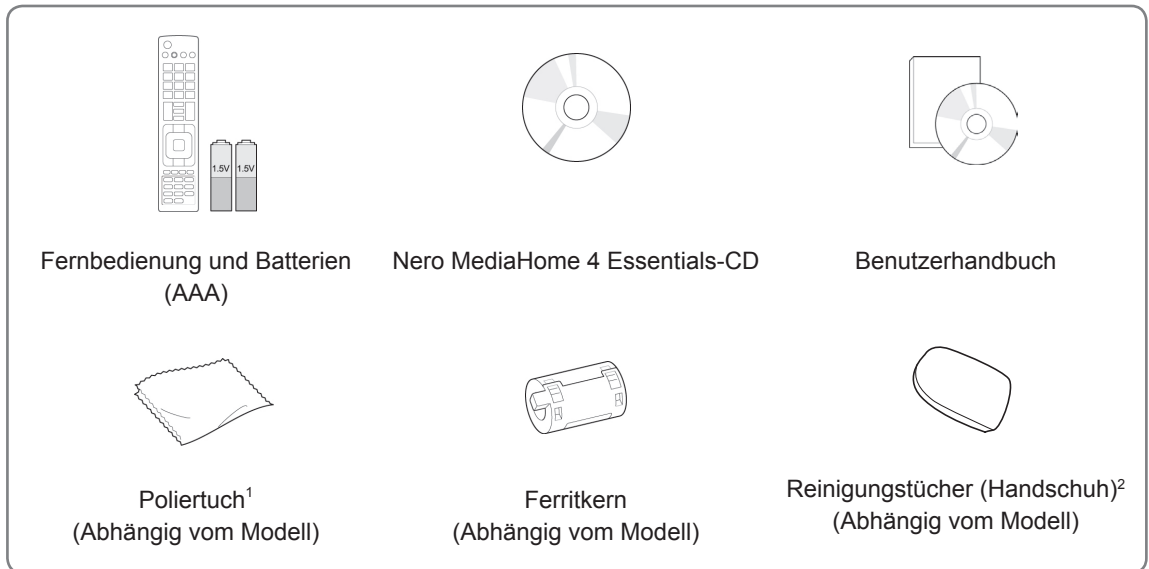 1.5V 1.5V
Fernbedienung und Batterien
(AAA)
Nero MediaHome 4 Essentials-CD
Benutzerhandbuch
Poliertuch¹
(Abhängig vom Modell)
Ferritkern
(Abhängig vom Modell)
Reinigungstücher (Handschuh)²
(Abhängig vom Modell)